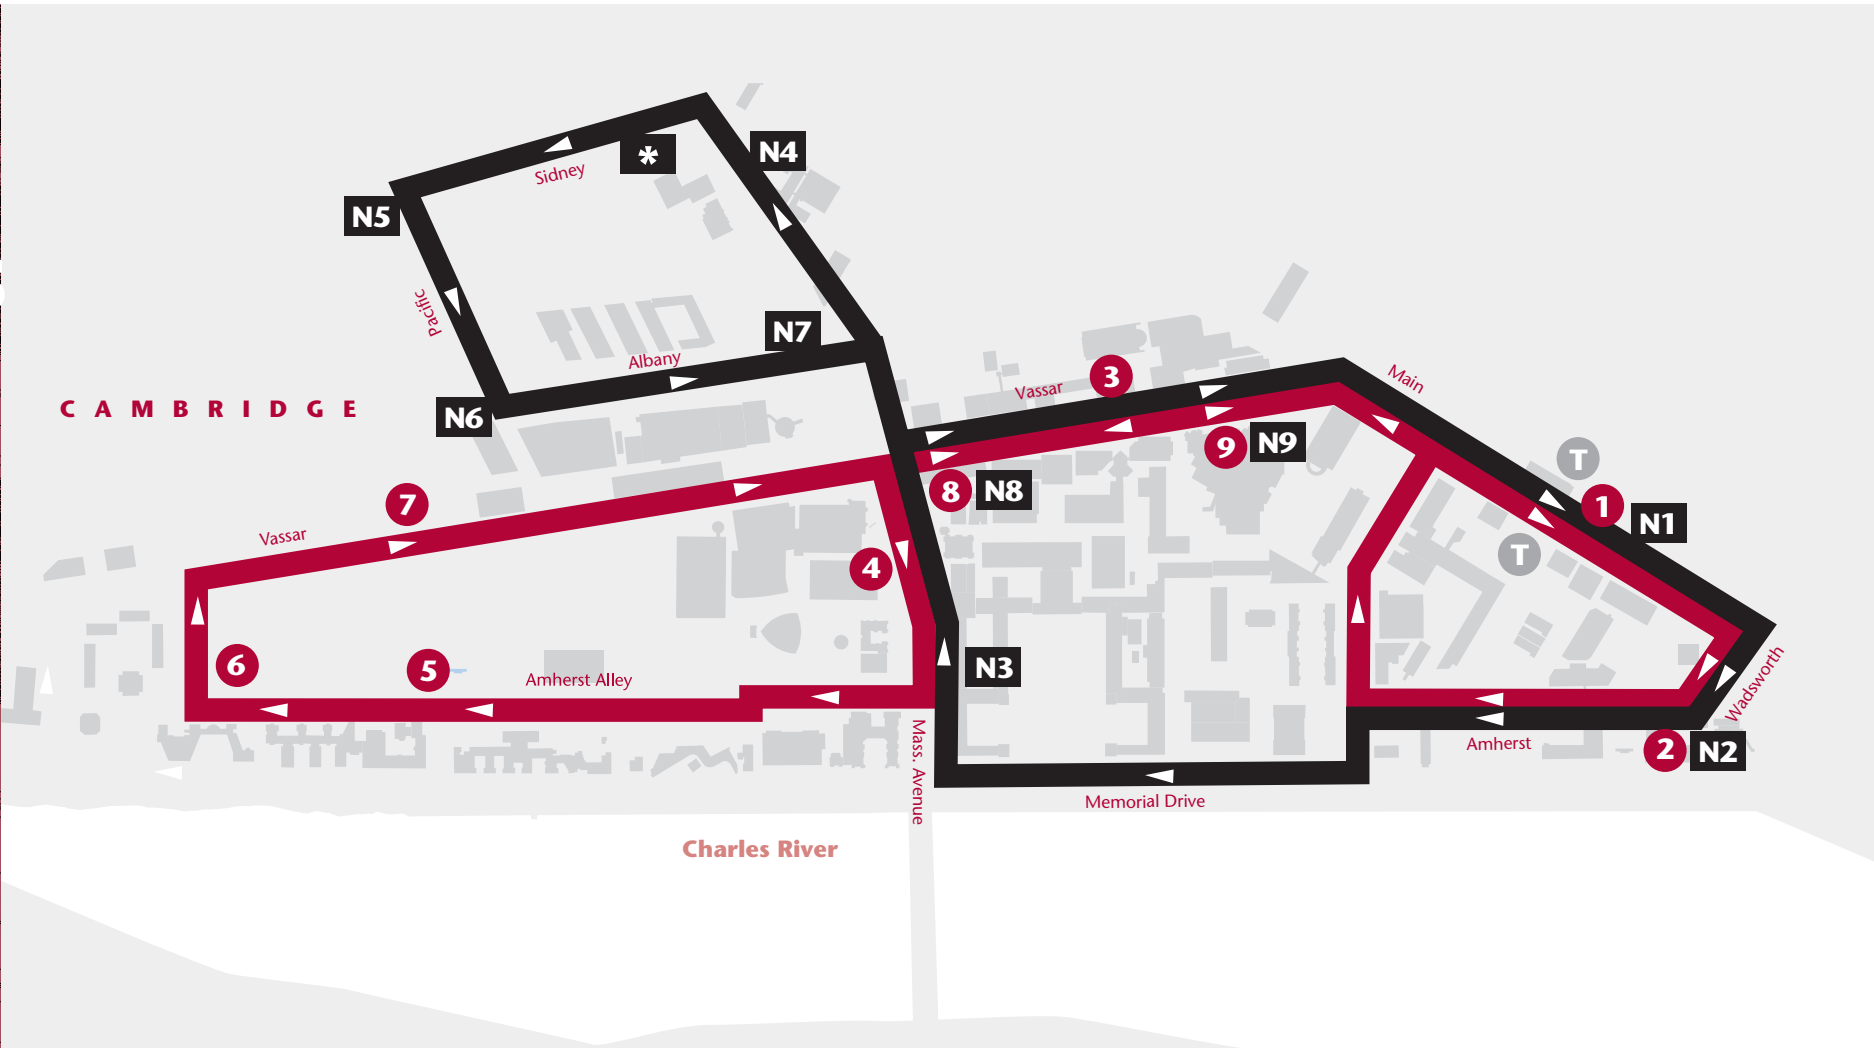 N4
*
Sidney
N5
Pacific
N7
Albany
N6
CAMBRIDGE
3
Vassar
Main
9
N9
T
8
N8
1
N1
7
Vassar
T
4
6
5
Amherst Alley
N3
Wadsworth
Mass. Avenue
Amherst
2
N2
Memorial Drive
Charles River